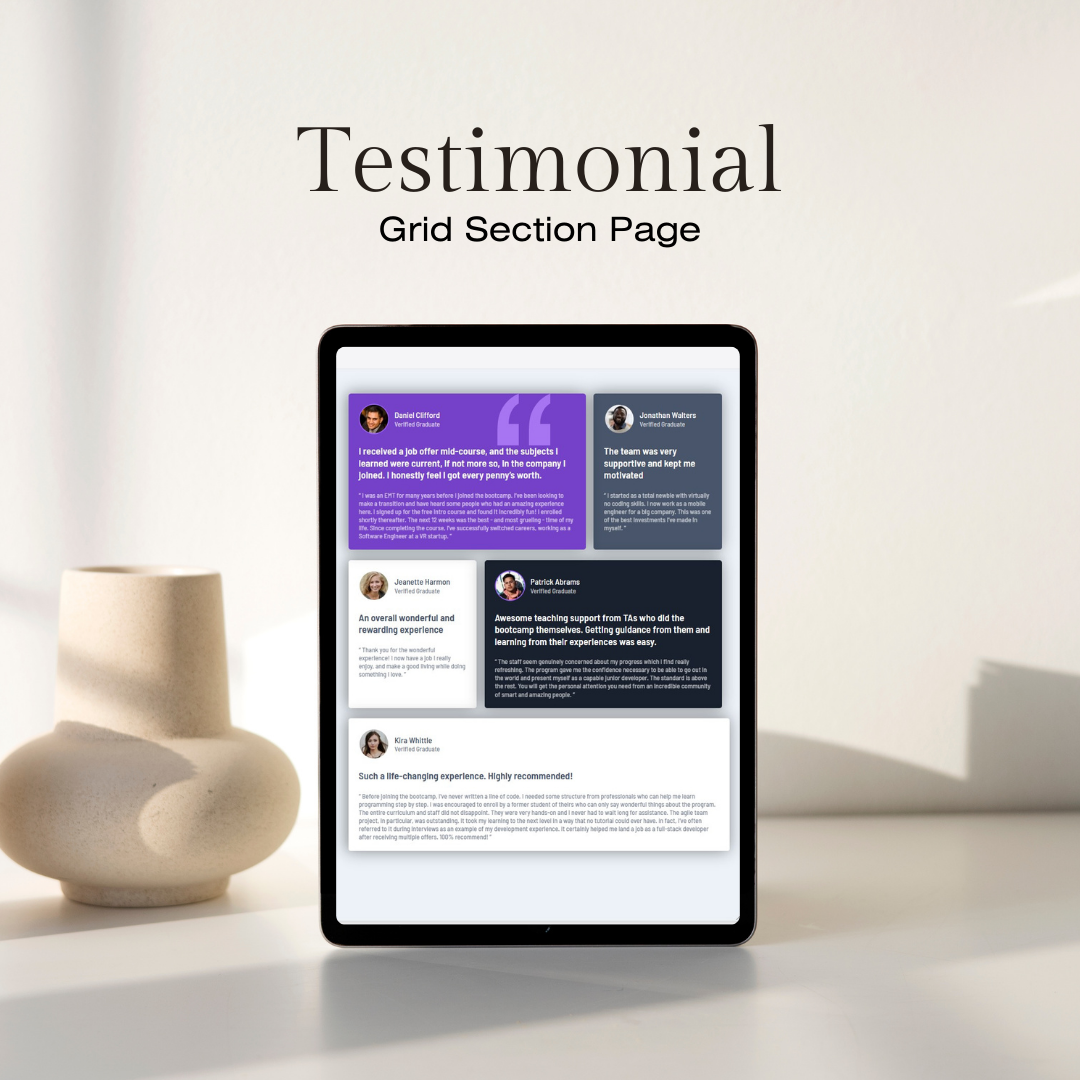 Testimonial
Grid Section Page
Daniel Clifford
Verified Graduate
I received a job offer mid-course, and the subjects I
learned were current, if not more so, in the company I
joined. I honestly feel I got every penny's worth.
" I was an EMT for many years before I joined the bootcamp. I've been looking to
make a transition and have heard some people who had an amazing experience
here. I signed up for the free intro course and found it incredibly fun! I enrolled
shortly thereafter. The next 12 weeks was the best - and most grueling - time of my
life. Since completing the course, I've successfully switched careers, working as a
Software Engineer at a VR startup. "
Jonathan Walters
Verified Graduate
The team was very
supportive and kept me
motivated
" I started as a total newbie with virtually
no coding skills. I now work as a mobile
engineer for a big company. This was one
of the best investments I've made in
myself. "
Jeanette Harmon
Verified Graduate
An overall wonderful and
rewarding experience
" Thank you for the wonderful
experience! I now have a job I really
enjoy, and make a good living while doing
something I love. "
Patrick Abrams
Verified Graduate
Awesome teaching support from TAs who did the
bootcamp themselves. Getting guidance from them and
learning from their experiences was easy.
" The staff seem genuinely concerned about my progress which I find really
refreshing. The program gave me the confidence necessary to be able to go out in
the world and present myself as a capable junior developer. The standard is above
the rest. You will get the personal attention you need from an incredible community
of smart and amazing people. "
Kira Whittle
Verified Graduate
Such a life-changing experience. Highly recommended!
" Before joining the bootcamp, I've never written a line of code. I needed some structure from professionals who can help me learn
programming step by step. I was encouraged to enroll by a former student of theirs who can only say wonderful things about the program.
The entire curriculum and staff did not disappoint. They were very hands-on and I never had to wait long for assistance. The agile team
project, in particular, was outstanding. It took my learning to the next level in a way that no tutorial could ever have. In fact, I've often
referred to it during interviews as an example of my development experience. It certainly helped me land a job as a full-stack developer
after receiving multiple offers. 100% recommend! "